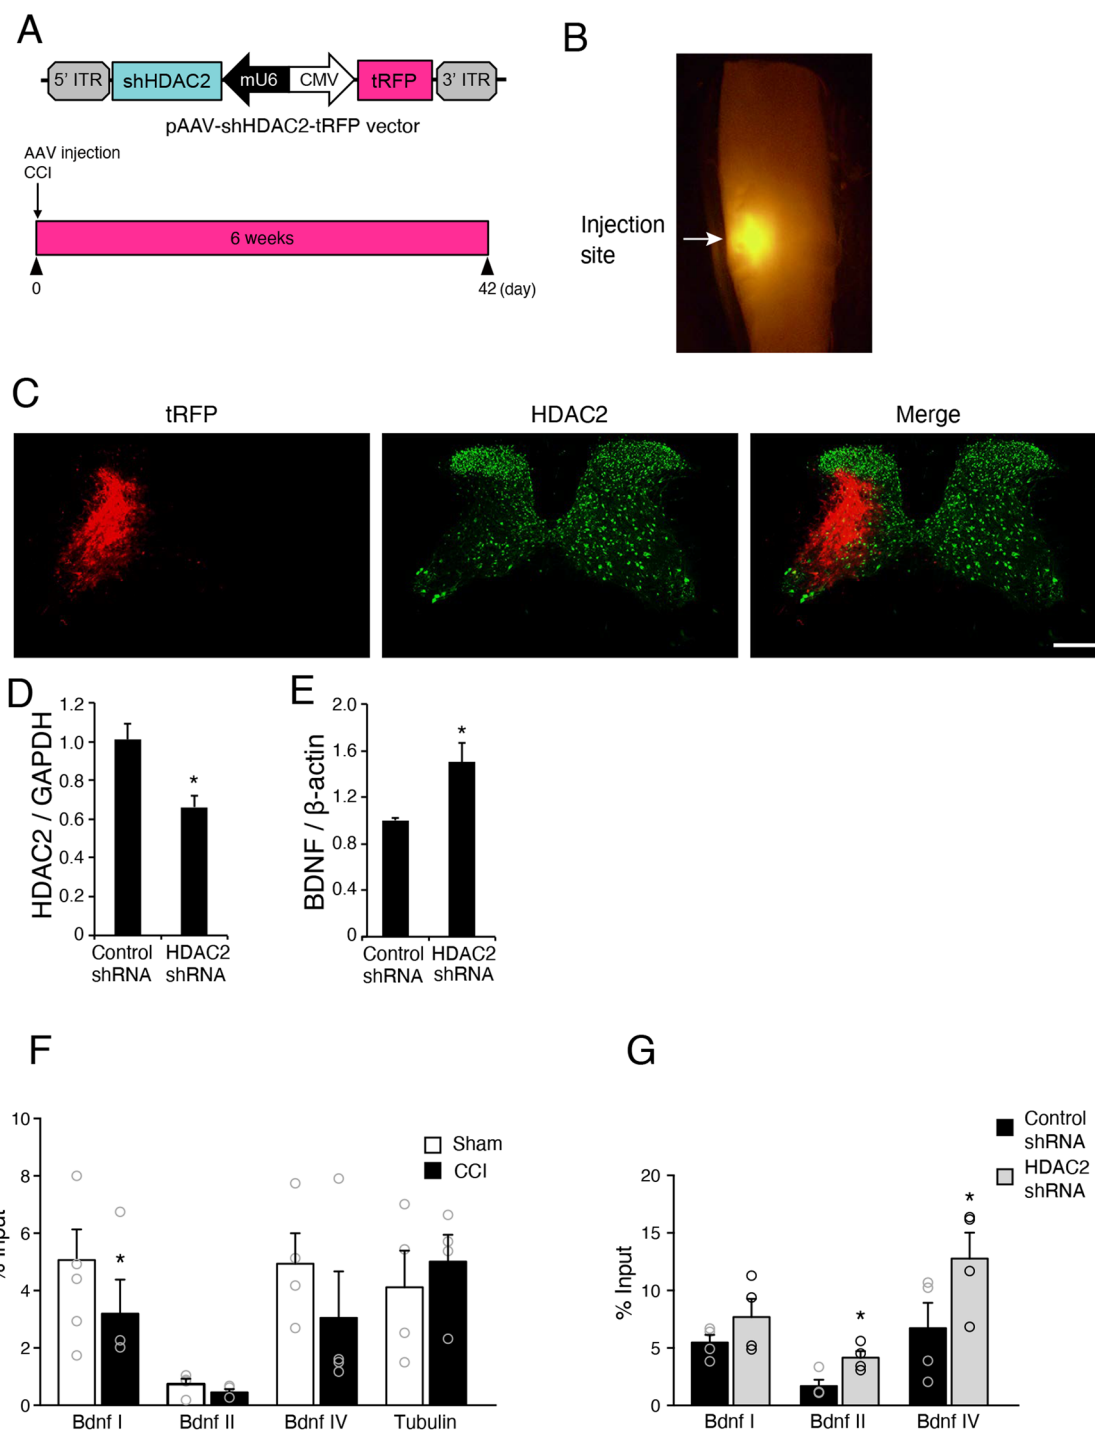 A
5' ITR shHDAC2 mU6 CMV tRFP 3' ITR
pAAV-shHDAC2-tRFP vector
AAV injection
CCI
6 weeks
0 42 (day)
B
Injection
site
C
tRFP HDAC2 Merge
D
HDAC2 / GAPDH
1.2
1.0
0.8
0.6
0.4
0.2
0
*
Control
shRNA
HDAC2
shRNA
E
BDNF / β-actin
2.0
1.6
1.2
0.8
0.4
0
*
Control
shRNA
HDAC2
shRNA
F
% Input
10
8
6
4
2
0
Sham
CCI
*
Bdnf I Bdnf II Bdnf IV Tubulin
G
Control
shRNA
HDAC2
shRNA
% Input
20
15
10
5
0
*
*
Bdnf I Bdnf II Bdnf IV